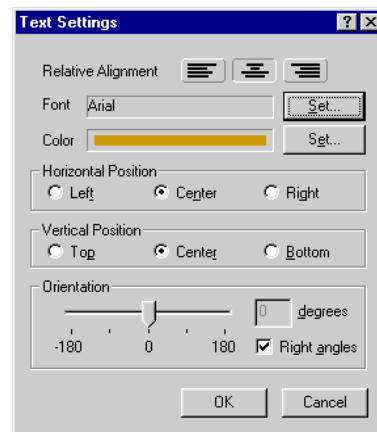 Text Settings ? ×
Relative Alignment
Font Arial Set...
Color Set...
Horizontal Position
Left Center Right
Vertical Position
Top Center Bottom
Orientation
0 degrees
-180 0 180 Right angles
OK Cancel